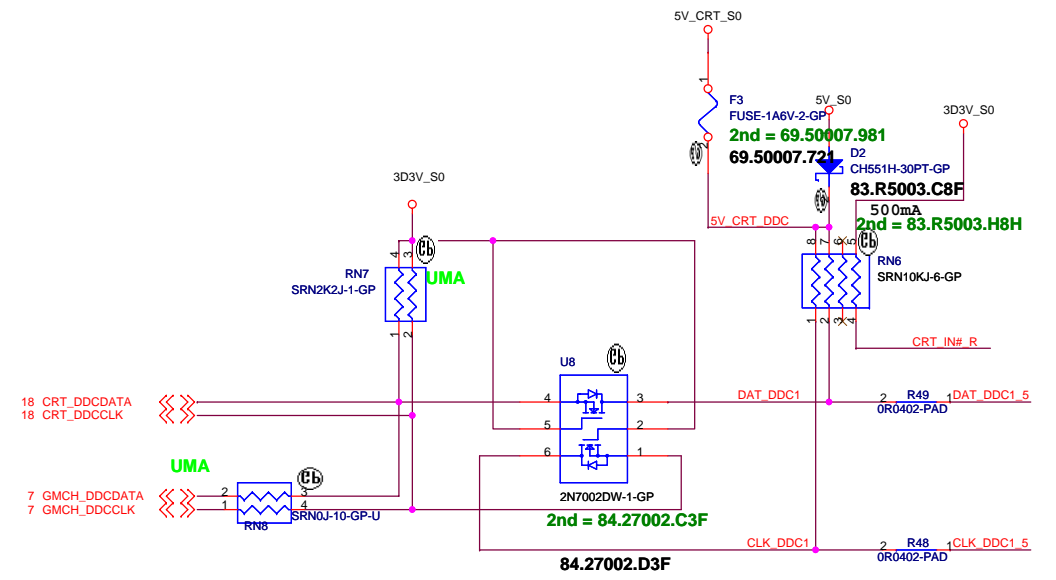 5V_CRT_S0
1
F3
FUSE-1A6V-2-GP
2nd = 69.50007.981
69.50007.721
2
5V_S0
3D3V_S0
D2
CH551H-30PT-GP
83.R5003.C8F
500mA
2nd = 83.R5003.H8H
5V_CRT_DDC
8
7
6
5
RN6
SRN10KJ-6-GP
1
2
3
4
CRT_IN#_R
3D3V_S0
4
3
RN7
SRN2K2J-1-GP
UMA
1
2
U8
18 CRT_DDCDATA
18 CRT_DDCCLK
4
3
5
2
6
1
DAT_DDC1
2
R49
1
DAT_DDC1_5
0R0402-PAD
UMA
7 GMCH_DDCDATA
7 GMCH_DDCCLK
2
1
3
4
SRN0J-10-GP-U
RN8
2N7002DW-1-GP
2nd = 84.27002.C3F
84.27002.D3F
CLK_DDC1
2
R48
1
CLK_DDC1_5
0R0402-PAD